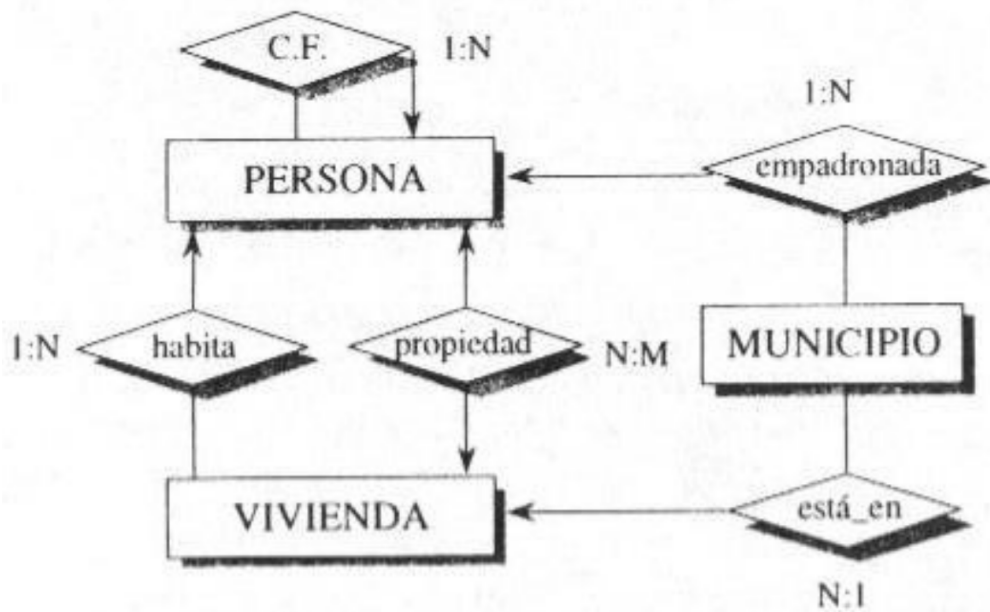 C.F.
1:N
1:N
PERSONA
empadronada
1:N
habita
propiedad
N:M
MUNICIPIO
VIVIENDA
está_en
N:1